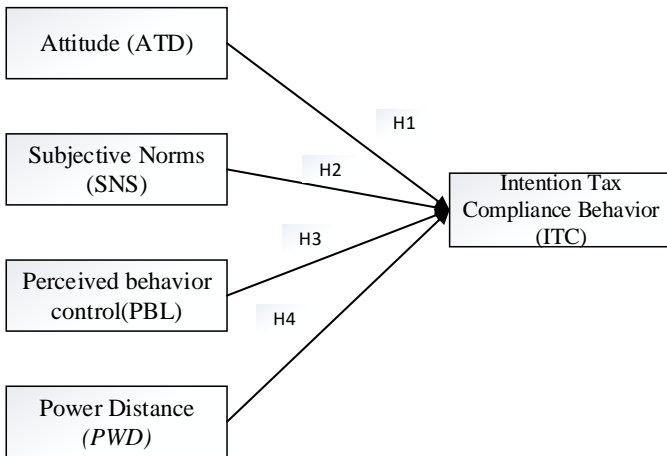 Attitude (ATD)
H1
Subjective Norms
(SNS)
H2
Intention Tax
Compliance Behavior
(ITC)
H3
Perceived behavior
control(PBL)
H4
Power Distance
(PWD)